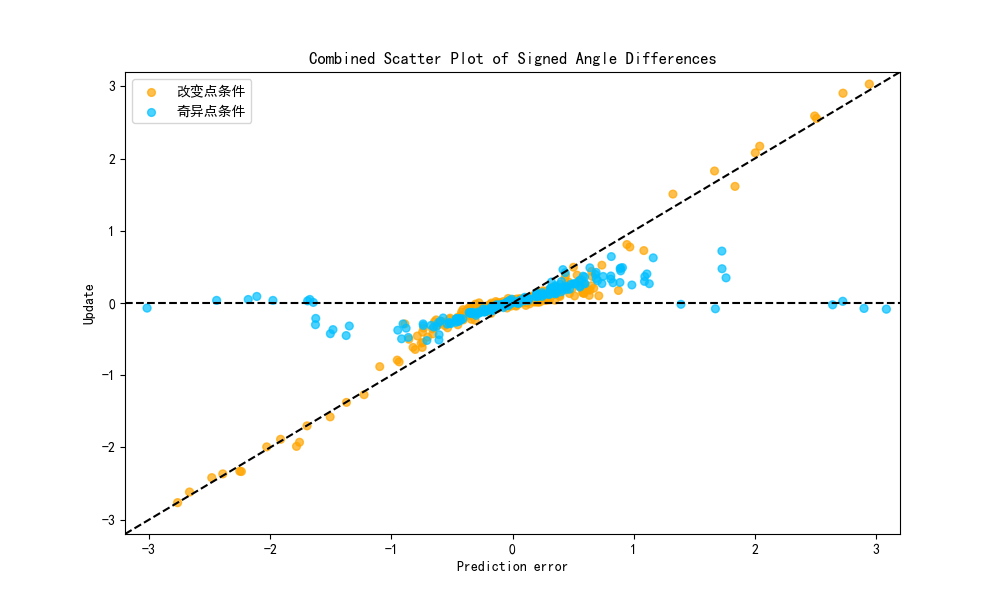 Combined Scatter Plot of Signed Angle Differences
改变点条件
奇异点条件
Update
3
2
1
0
−1
−2
−3
−3 −2 −1 0 1 2 3
Prediction error